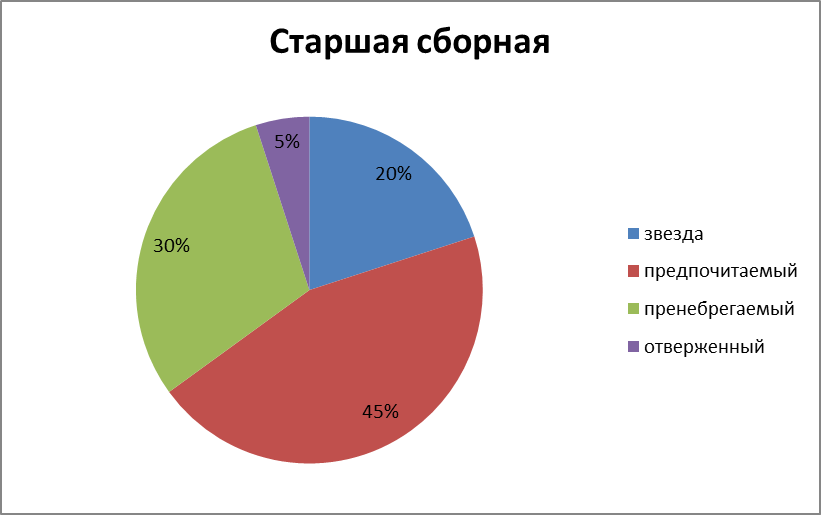 Старшая сборная
5%
20%
30%
45%
звезда
предпочитаемый
пренебрегаемый
отверженный